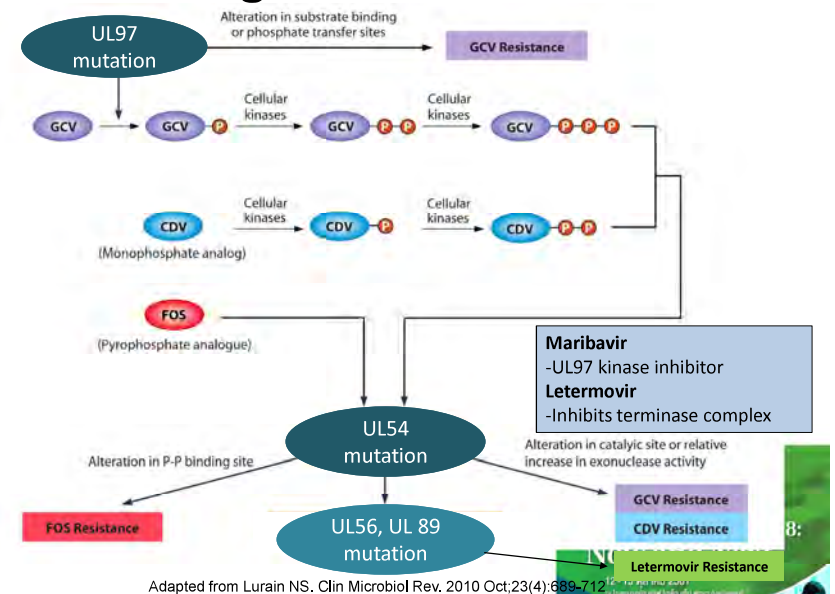 Alteration in substrate binding
or phosphate transfer sites
UL97
mutation
GCV Resistance
Cellular
kinases
Cellular
kinases
GCV
GCV
P
GCV
P P
GCV
P P P
Cellular
kinases
Cellular
kinases
CDV
CDV
P
CDV
P P
(Monophosphate analog)
FOS
(Pyrophosphate analogue)
Maribavir
-UL97 kinase inhibitor
Letermovir
-Inhibits terminase complex
UL54
mutation
Alteration in P-P binding site
Alteration in catalyic site or relative
increase in exonuclease activity
GCV Resistance
FOS Resistance
UL56, UL 89
mutation
CDV Resistance
8:
Letermovir Resistance
Adapted from Lurain NS. Clin Microbiol Rev. 2010 Oct;23(4):689-712